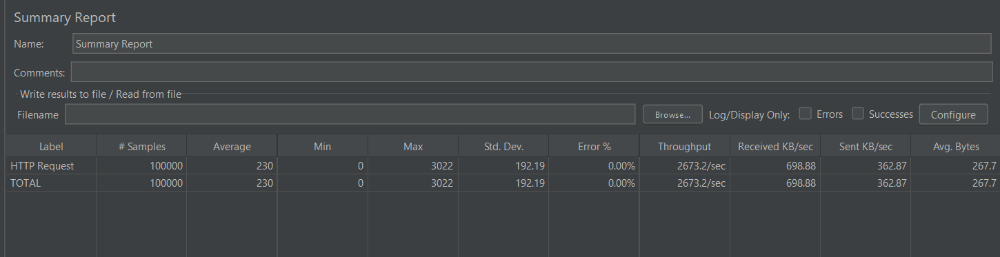 Summary Report
Name: Summary Report
Comments:
Write results to file / Read from file
Filename Browse... Log/Display Only: Errors Successes Configure
Label # Samples Average Min Max Std. Dev. Error % Throughput Received KB/sec Sent KB/sec Avg. Bytes
HTTP Request 100000 230 0 3022 192.19 0.00% 2673.2/sec 698.88 362.87 267.7
TOTAL 100000 230 0 3022 192.19 0.00% 2673.2/sec 698.88 362.87 267.7